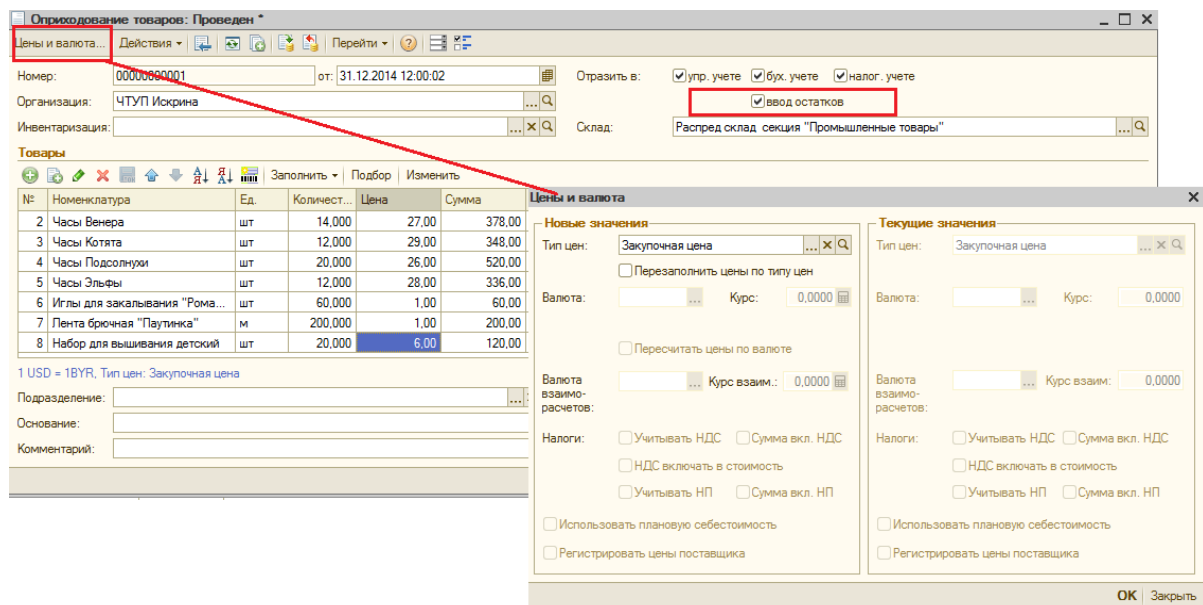 Оприходование товаров: Проведен *
Цены и валюта... Действия Перейти
Номер: 00000000001 от: 31.12.2014 12:00:02 Отразить в: упр. учете бух. учете налог. учете
Организация: ЧТУП Искрина ... ввод остатков
Инвентаризация: ... Склад: Распред склад секция "Промышленные товары" ...
Товары
Заполнить Подбор Изменить
№ Номенклатура Ед. Количест... Цена Сумма
2 Часы Венера шт 14,000 27,00 378,00
3 Часы Котята шт 12,000 29,00 348,00
4 Часы Подсолнухи шт 20,000 26,00 520,00
5 Часы Эльфы шт 12,000 28,00 336,00
6 Иглы для закалывания "Рома... шт 60,000 1,00 60,00
7 Лента брючная "Паутинка" м 200,000 1,00 200,00
8 Набор для вышивания детский шт 20,000 6,00 120,00
1 USD = 1BYR, Тип цен: Закупочная цена
Подразделение: ...
Основание:
Комментарий:
Цены и валюта
Новые значения
Тип цен: Закупочная цена ...
Перезаполнить цены по типу цен
Валюта: ... Курс: 0,0000
Пересчитать цены по валюте
Валюта взаимо- расчетов: ... Курс взаим.: 0,0000
Налоги: Учитывать НДС Сумма вкл. НДС
НДС включать в стоимость
Учитывать НП Сумма вкл. НП
Использовать плановую себестоимость
Регистрировать цены поставщика
Текущие значения
Тип цен: Закупочная цена ...
Валюта: ... Курс: 0,0000
Валюта взаимо- расчетов: ... Курс взаим: 0,0000
Налоги: Учитывать НДС Сумма вкл. НДС
НДС включать в стоимость
Учитывать НП Сумма вкл. НП
Использовать плановую себестоимость
Регистрировать цены поставщика
OK Закрыть